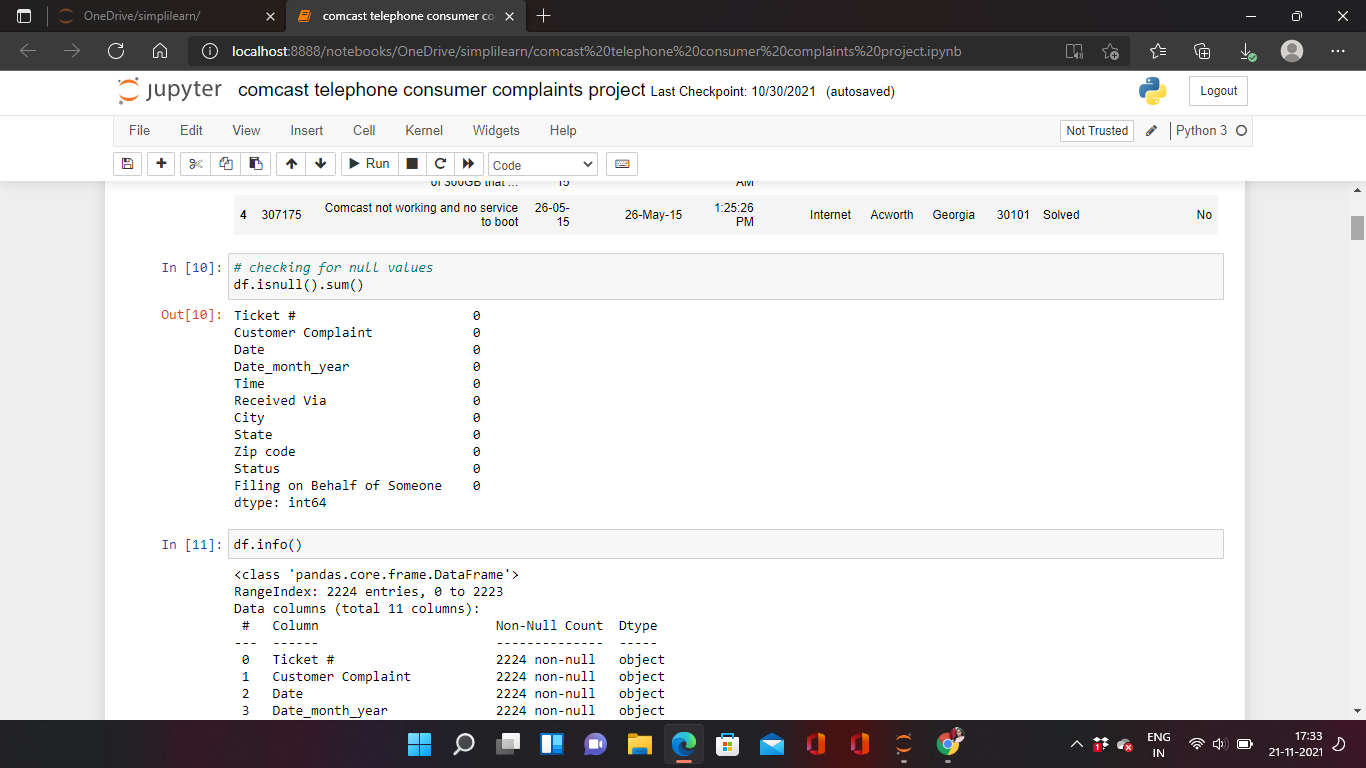 OneDrive/simplilearn/
comcast telephone consumer co
localhost:8888/notebooks/OneDrive/simplilearn/comcast%20telephone%20consumer%20complaints%20project.ipynb
jupyter comcast telephone consumer complaints project Last Checkpoint: 10/30/2021 (autosaved)
Logout
File Edit View Insert Cell Kernel Widgets Help
Not Trusted Python 3
Run Code
of 300GB that ... 15 AM
4 307175 Comcast not working and no service 26-05- 26-May-15 1:25:26 Internet Acworth Georgia 30101 Solved No
to boot 15 PM
In [10]: # checking for null values
df.isnull().sum()
Out[10]: Ticket # 0
Customer Complaint 0
Date 0
Date_month_year 0
Time 0
Received Via 0
City 0
State 0
Zip code 0
Status 0
Filing on Behalf of Someone 0
dtype: int64
In [11]: df.info()
<class 'pandas.core.frame.DataFrame'>
RangeIndex: 2224 entries, 0 to 2223
Data columns (total 11 columns):
# Column Non-Null Count Dtype
--- ------ -------------- -----
0 Ticket # 2224 non-null object
1 Customer Complaint 2224 non-null object
2 Date 2224 non-null object
3 Date_month_year 2224 non-null object
1
ENG
IN
17:33
21-11-2021